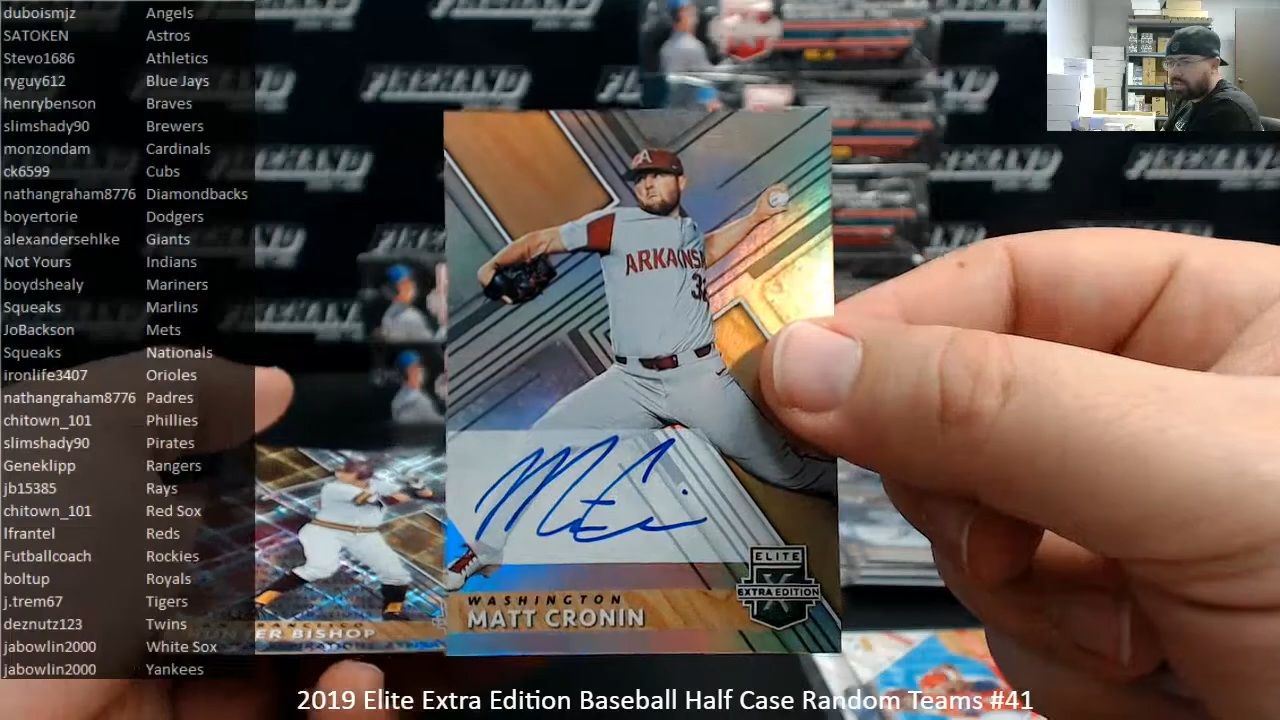 duboismjz Angels
SATOKEN Astros
Stevo1686 Athletics
ryguy612 Blue Jays
henrybenson Braves
slimshady90 Brewers
monzondam Cardinals
ck6599 Cubs
nathangraham8776 Diamondbacks
boyertorie Dodgers
alexandersehlke Giants
Not Yours Indians
boydshealy Mariners
Squeaks Marlins
JoBackson Mets
Squeaks Nationals
ironlife3407 Orioles
nathangraham8776 Padres
chitown_101 Phillies
slimshady90 Pirates
Geneklipp Rangers
jb15385 Rays
chitown_101 Red Sox
lfrantel Reds
Futballcoach Rockies
boltup Royals
j.trem67 Tigers
deznutz123 Twins
jabowlin2000 White Sox
jabowlin2000 Yankees
A
ARKANSA
32
ELITE
X
EXTRA EDITION
WASHINGTON
MATT CRONIN
BISHOP
2019 Elite Extra Edition Baseball Half Case Random Teams #41